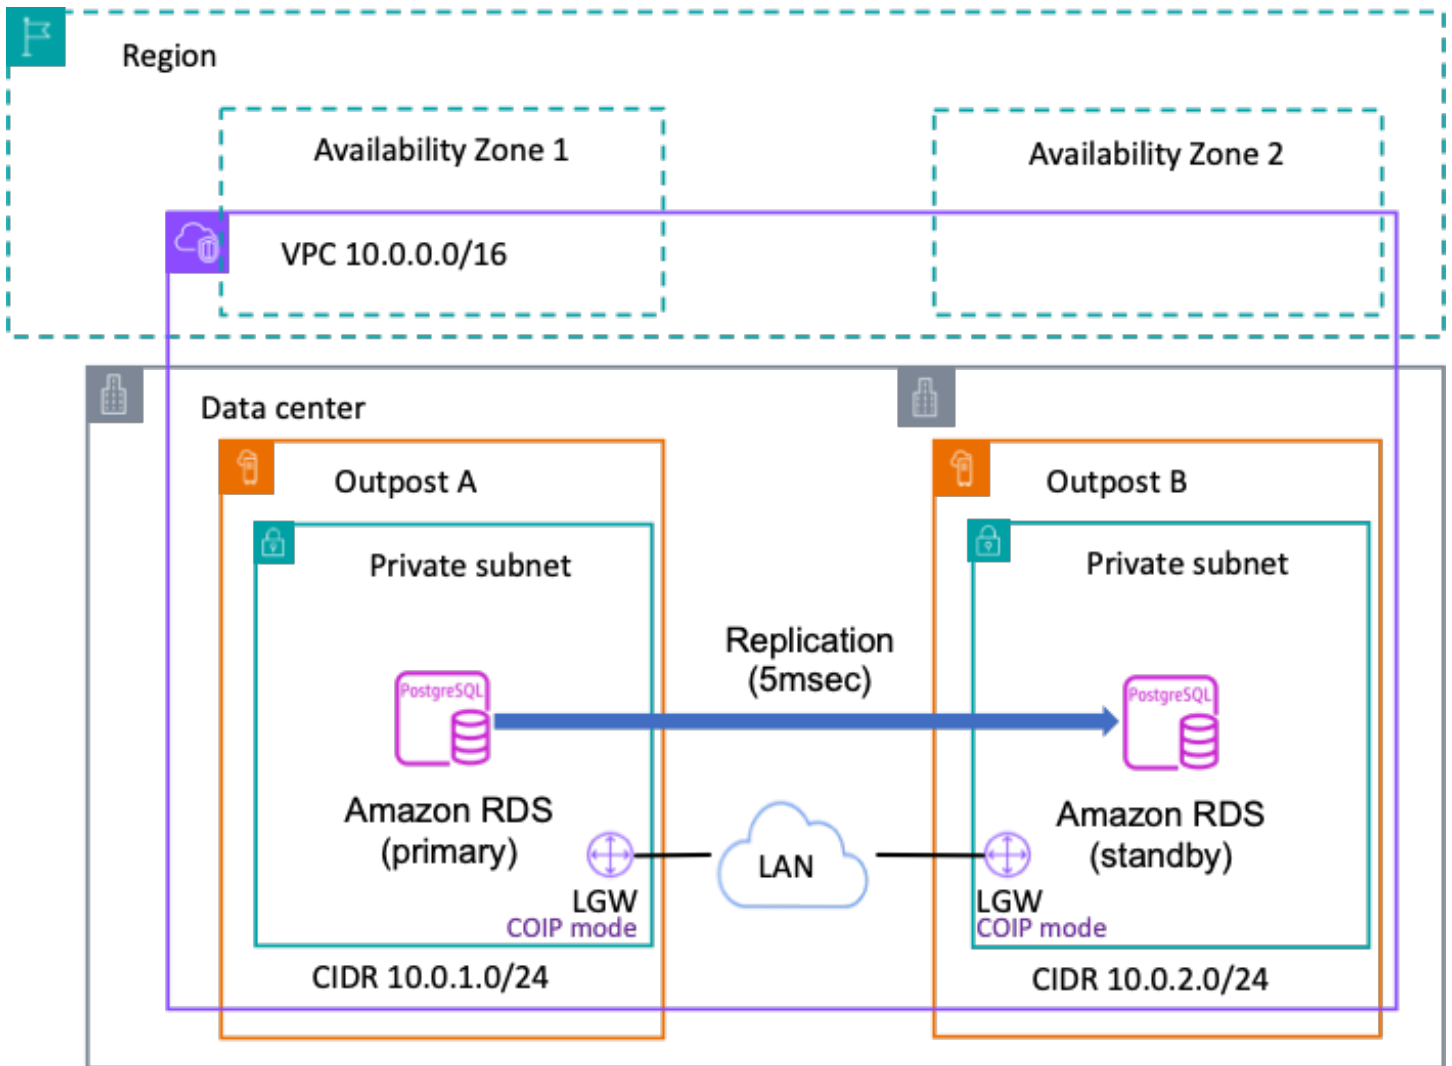 Region
Availability Zone 1
Availability Zone 2
VPC 10.0.0.0/16
Data center
Outpost A
Outpost B
Private subnet
Private subnet
Replication
(5msec)
PostgreSQL
PostgreSQL
Amazon RDS
(primary)
Amazon RDS
(standby)
LAN
LGW
COIP mode
LGW
COIP mode
CIDR 10.0.1.0/24
CIDR 10.0.2.0/24